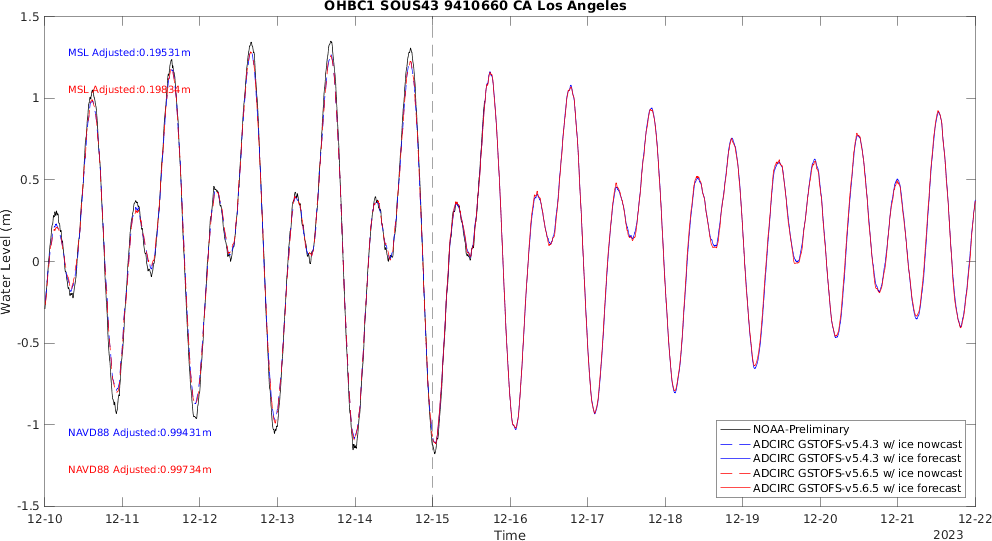 OHBC1 SOUS43 9410660 CA Los Angeles
1.5
1
0.5
0
-0.5
-1
-1.5
Water Level (m)
MSL Adjusted:0.19531m
MSL Adjusted:0.19834m
NAVD88 Adjusted:0.99431m
NAVD88 Adjusted:0.99734m
NOAA-Preliminary
ADCIRC GSTOFS-v5.4.3 w/ ice nowcast
ADCIRC GSTOFS-v5.4.3 w/ ice forecast
ADCIRC GSTOFS-v5.6.5 w/ ice nowcast
ADCIRC GSTOFS-v5.6.5 w/ ice forecast
12-10 12-11 12-12 12-13 12-14 12-15 12-16 12-17 12-18 12-19 12-20 12-21 12-22
Time
2023